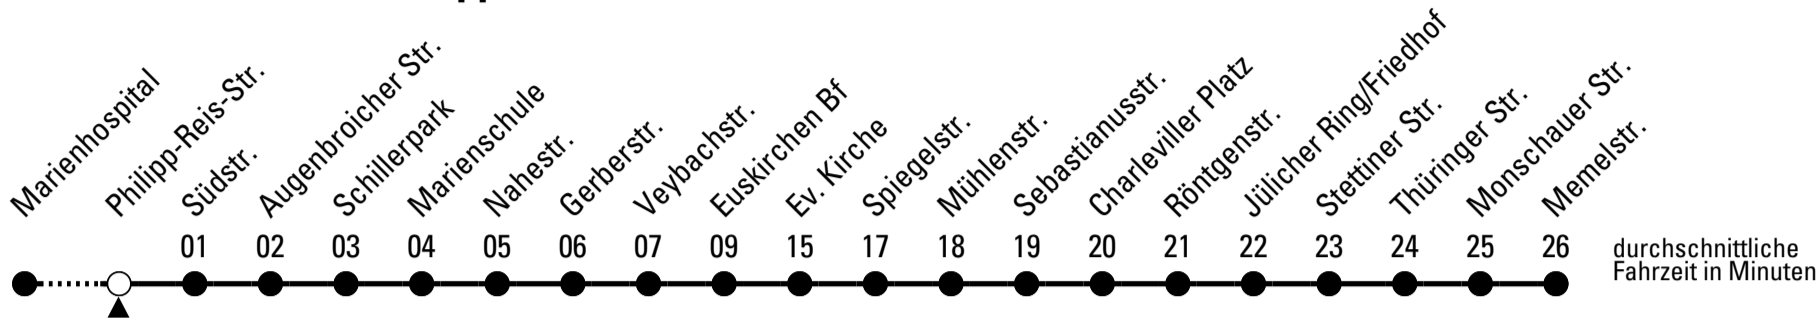 Marienhospital
Philipp-Reis-Str.
Südstr.
Augenbroicher Str.
Schillerpark
Marienschule
Nahestr.
Gerberstr.
Veybachstr.
Euskirchen Bf
Ev. Kirche
Spiegelstr.
Mühlenstr.
Sebastianusstr.
Charleviller Platz
Röntgenstr.
Jülicher Ring/Friedhof
Stettiner Str.
Thüringer Str.
Monschauer Str.
Memelstr.
01 02 03 04 05 06 07 09 15 17 18 19 20 21 22 23 24 25 26
durchschnittliche
Fahrzeit in Minuten